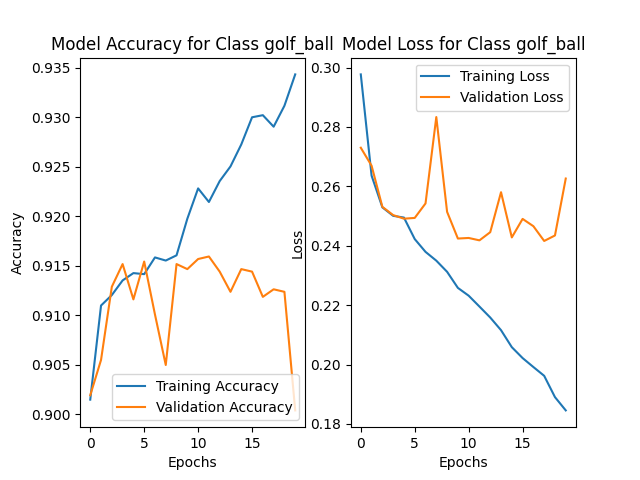 Model Accuracy for Class golf_ball
0.935
0.930
0.925
0.920
0.915
0.910
0.905
0.900
Accuracy
0
5
10
15
Epochs
Training Accuracy
Validation Accuracy
Model Loss for Class golf_ball
0.30
0.28
0.26
0.24
0.22
0.20
0.18
Loss
0
5
10
15
Epochs
Training Loss
Validation Loss